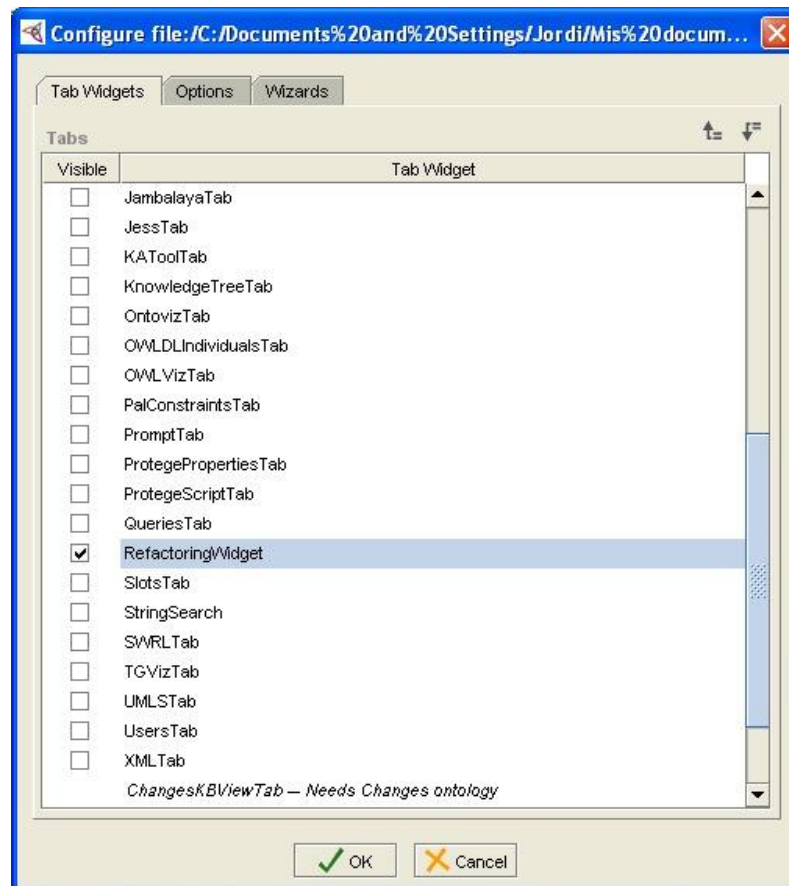 Configure file:/C:/Documents%20and%20Settings/Jordi/Mis%20docum...
Tab Widgets Options Wizards
Tabs
Visible Tab Widget
JambalayaTab
JessTab
KAToolTab
KnowledgeTreeTab
OntovizTab
OWLDLIndividualsTab
OWLVizTab
PalConstraintsTab
PromptTab
ProtegePropertiesTab
ProtegeScriptTab
QueriesTab
RefactoringWidget
SlotsTab
StringSearch
SWRLTab
TGVizTab
UMLSTab
UsersTab
XMLTab
ChangesKBViewTab — Needs Changes ontology
OK Cancel